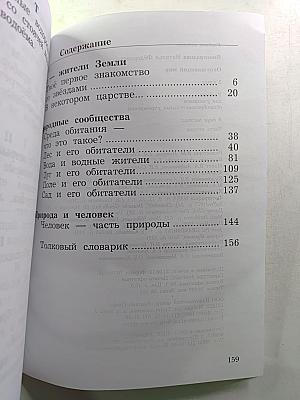 Содержание
— жители Земли
первое знакомство
звёздами 6
некотором царстве... 20
сообщества
Среда обитания —
что это такое? 38
Лес и его обитатели 40
Вода и водные жители 81
Луг и его обитатели 109
Поле и его обитатели 125
Сад и его обитатели 137
Природа и человек
Человек — часть природы 144
Толковый словарик 156
159